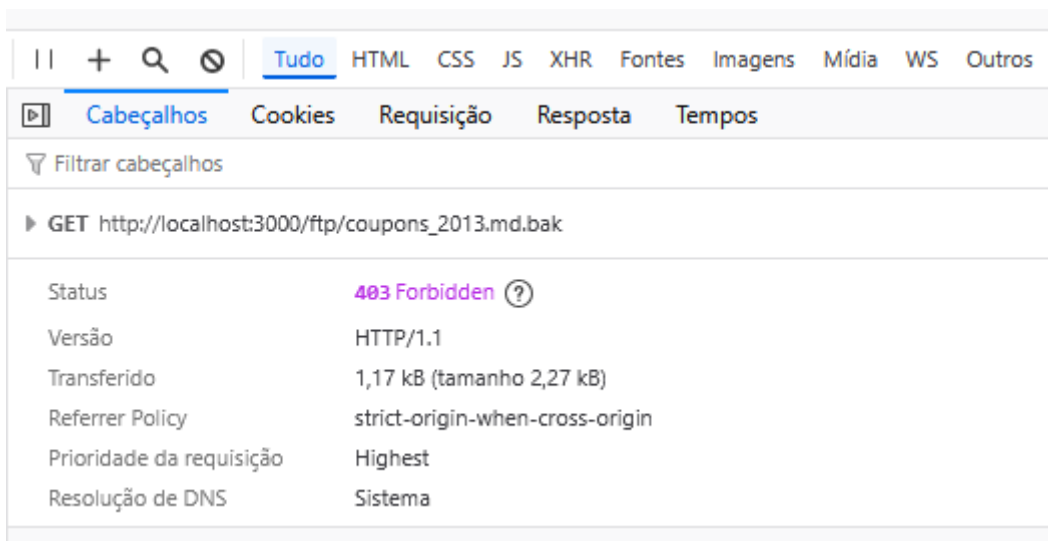 Tudo HTML CSS JS XHR Fontes Imagens Mídia WS Outros
Cabeçalhos Cookies Requisição Resposta Tempos
Filtrar cabeçalhos
GET http://localhost:3000/ftp/coupons_2013.md.bak
Status 403 Forbidden ?
Versão HTTP/1.1
Transferido 1,17 kB (tamanho 2,27 kB)
Referrer Policy strict-origin-when-cross-origin
Prioridade da requisição Highest
Resolução de DNS Sistema